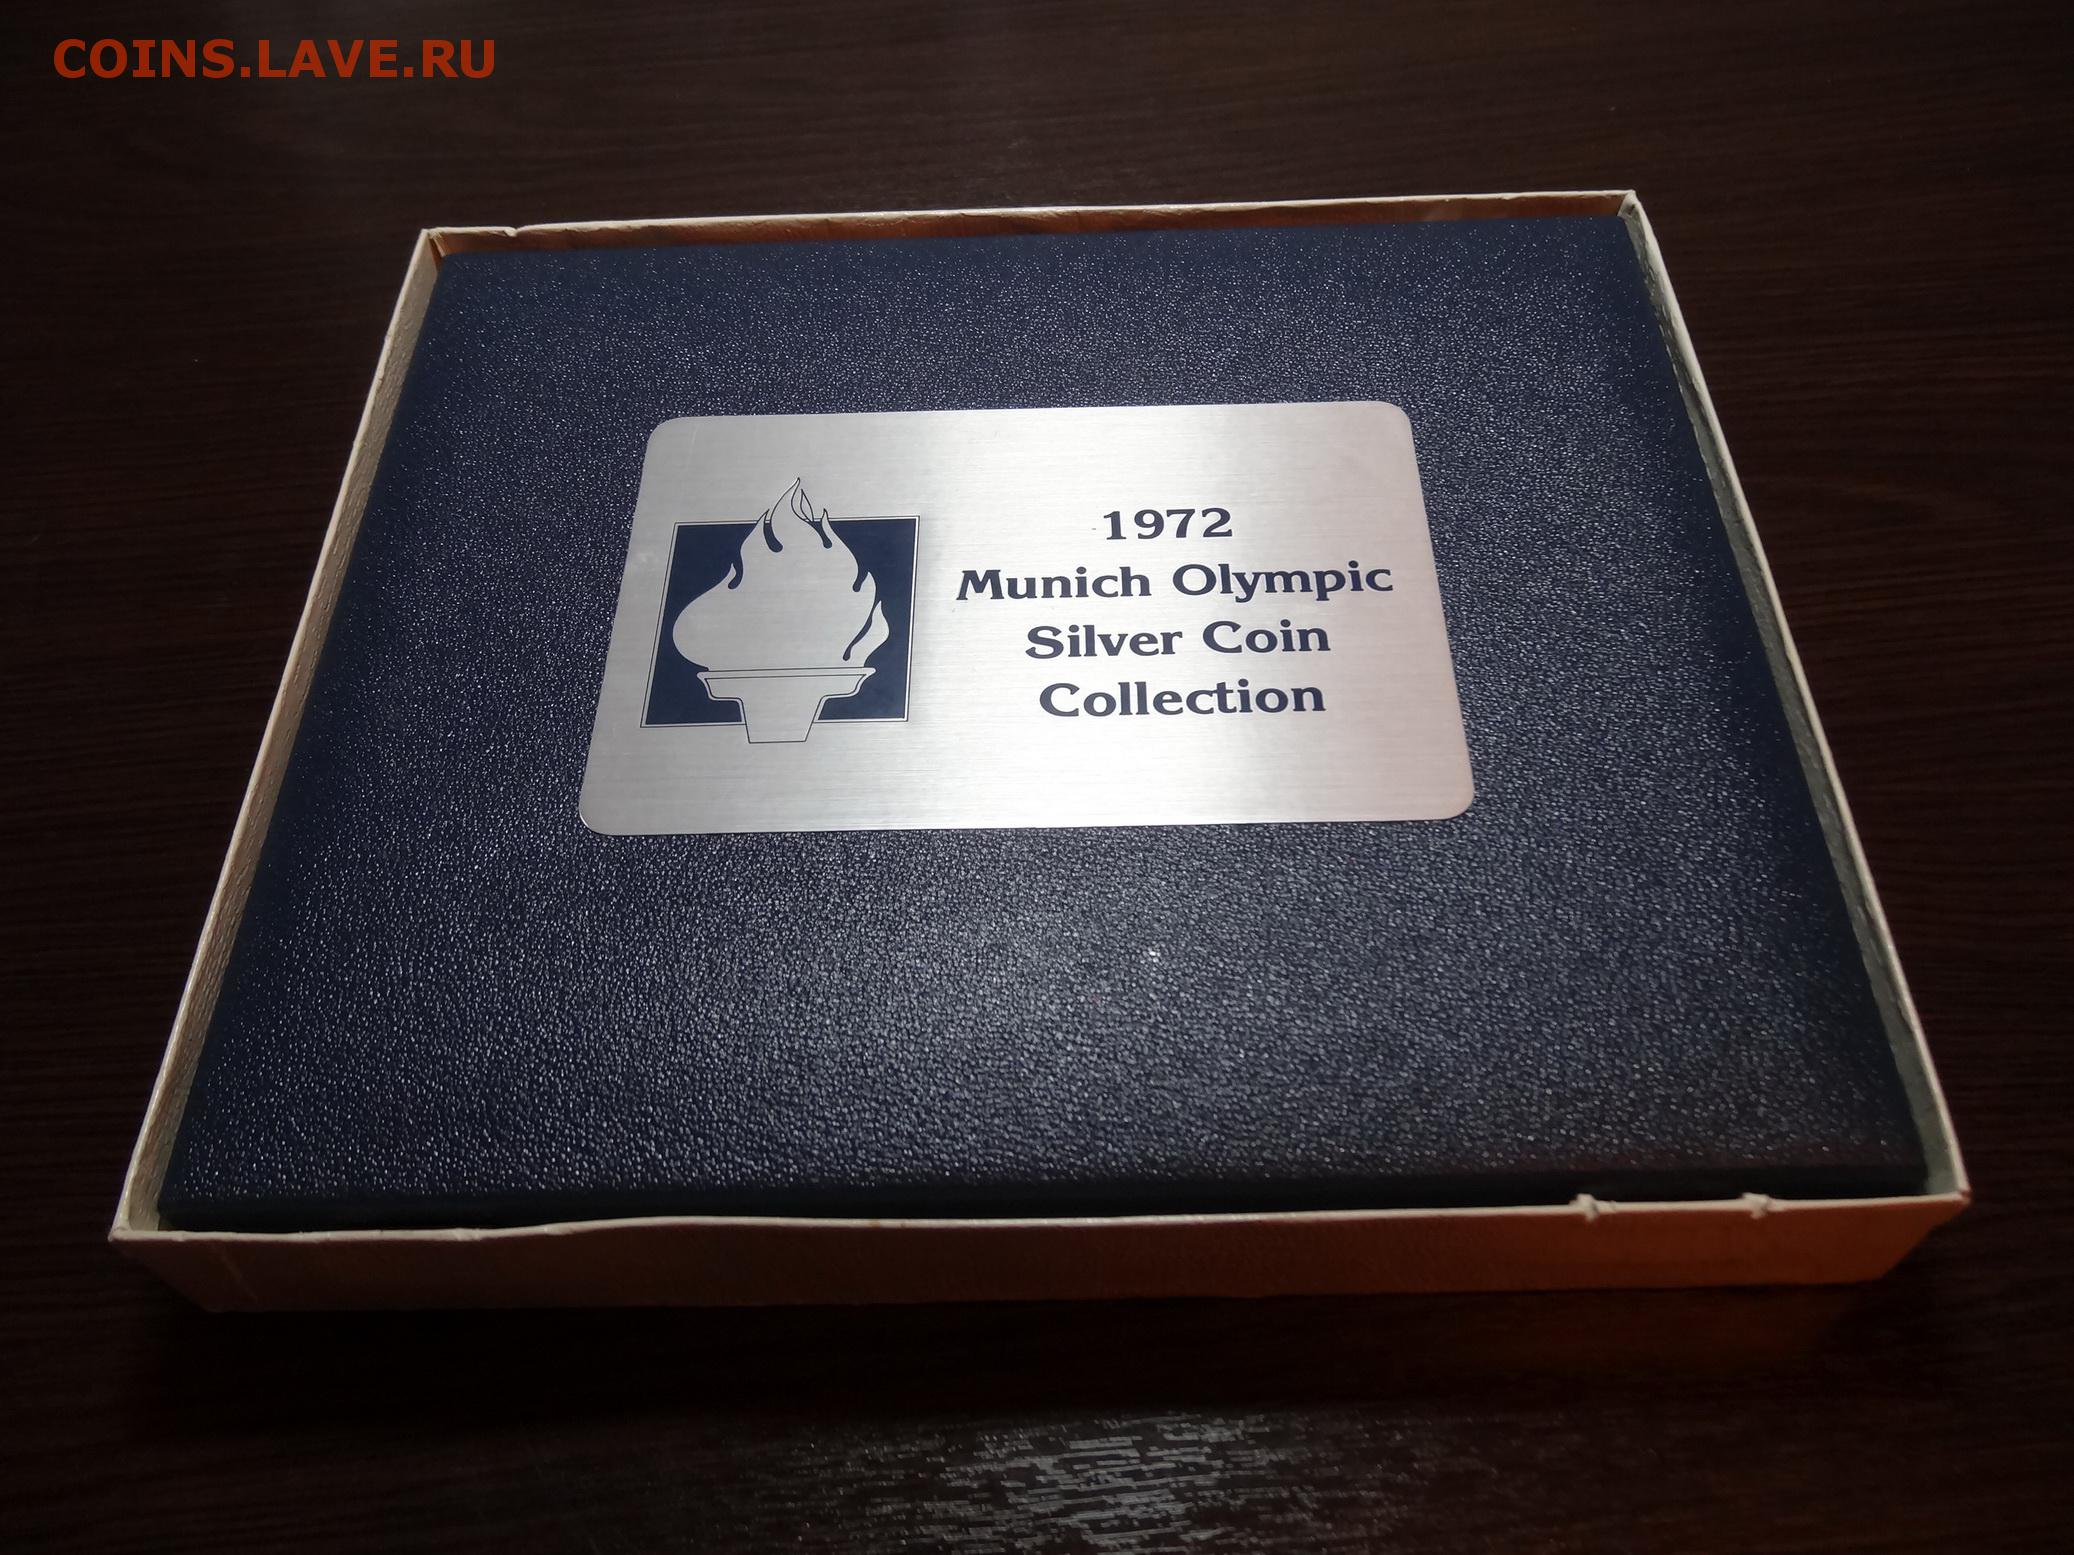 COINS.LAVE.RU
1972
Munich Olympic
Silver Coin
Collection